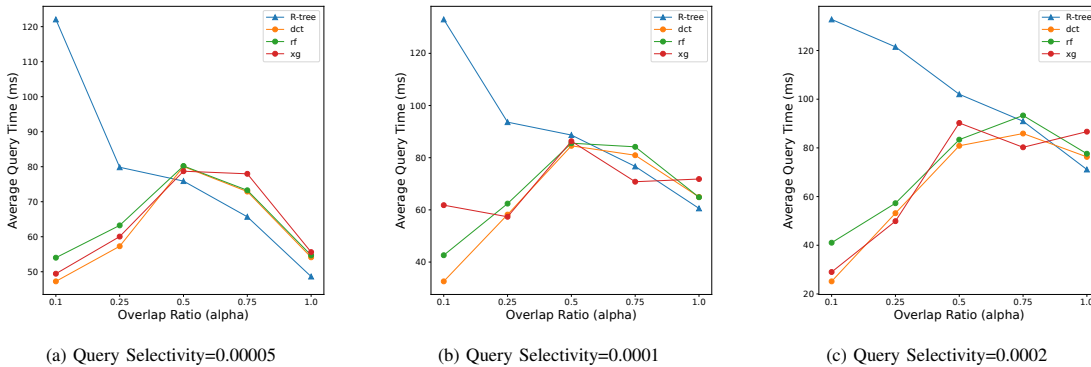 120
110
100
90
80
70
60
50
Average Query Time (ms)
0.1 0.25 0.5 0.75 1.0
Overlap Ratio (alpha)
R-tree
dct
rf
xg
(a) Query Selectivity=0.00005
120
100
80
60
40
Average Query Time (ms)
0.1 0.25 0.5 0.75 1.0
Overlap Ratio (alpha)
R-tree
dct
rf
xg
(b) Query Selectivity=0.0001
120
100
80
60
40
20
Average Query Time (ms)
0.1 0.25 0.5 0.75 1.0
Overlap Ratio (alpha)
R-tree
dct
rf
xg
(c) Query Selectivity=0.0002